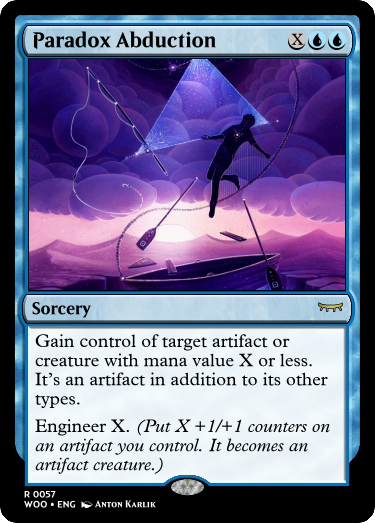 Paradox Abduction X
Sorcery
Gain control of target artifact or
creature with mana value X or less.
It's an artifact in addition to its other
types.
Engineer X. (Put X +1/+1 counters on
an artifact you control. It becomes an
artifact creature.)
R 0057
WOO • ENG Anton Karlik